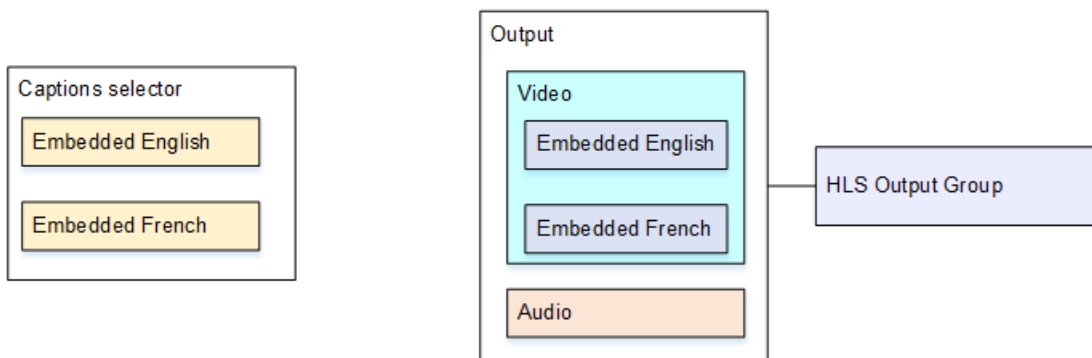 Captions selector
Embedded English
Embedded French
Output
Video
Embedded English
Embedded French
Audio
HLS Output Group